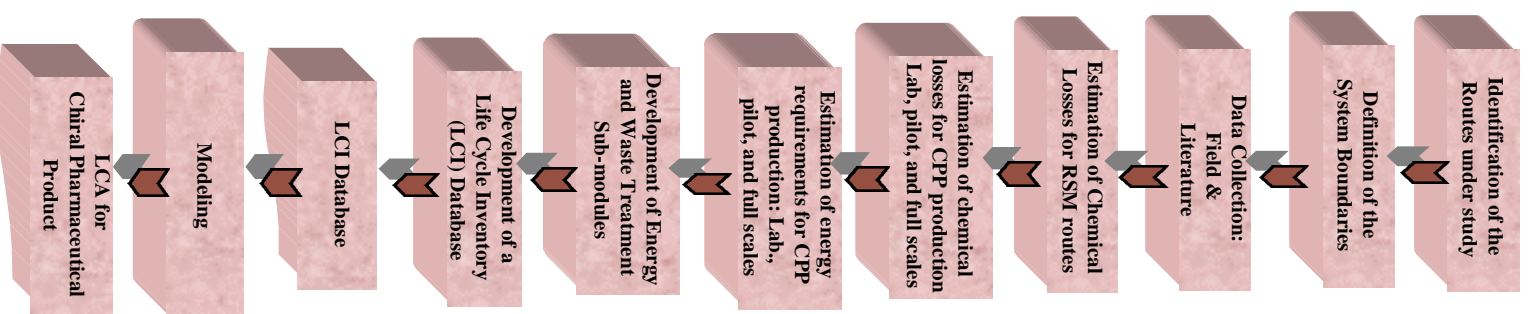 Identification of the
Routes under study
Definition of the
System Boundaries
Data Collection:
Field &
Literature
Estimation of Chemical
Losses for RSM routes
Estimation of chemical
losses for CPP production
Lab, pilot, and full scales
Estimation of energy
requirements for CPP
production: Lab.,
pilot, and full scales
Development of Energy
and Waste Treatment
Sub-modules
Development of a
Life Cycle Inventory
(LCI) Database
LCI Database
Modeling
LCA for
Chiral Pharmaceutical
Product